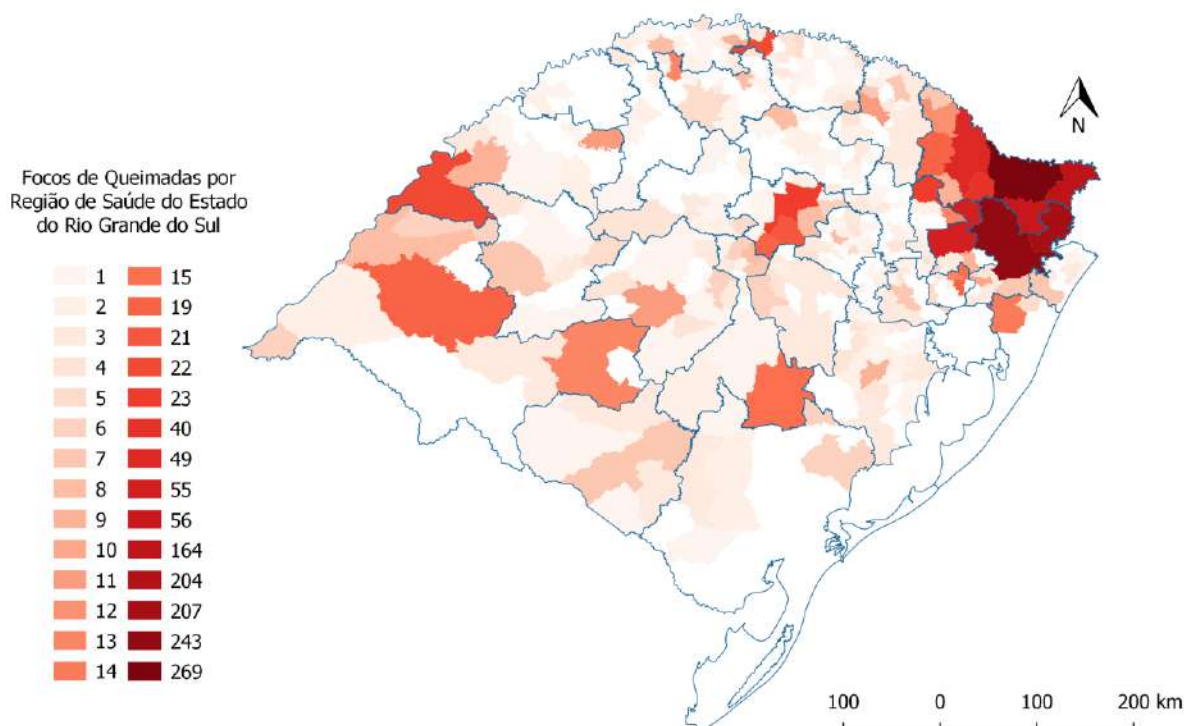 N
Focos de Queimadas por
Região de Saúde do Estado
do Rio Grande do Sul
1 15
2 19
3 21
4 22
5 23
6 40
7 49
8 55
9 56
10 164
11 204
12 207
13 243
14 269
100 0 100 200 km